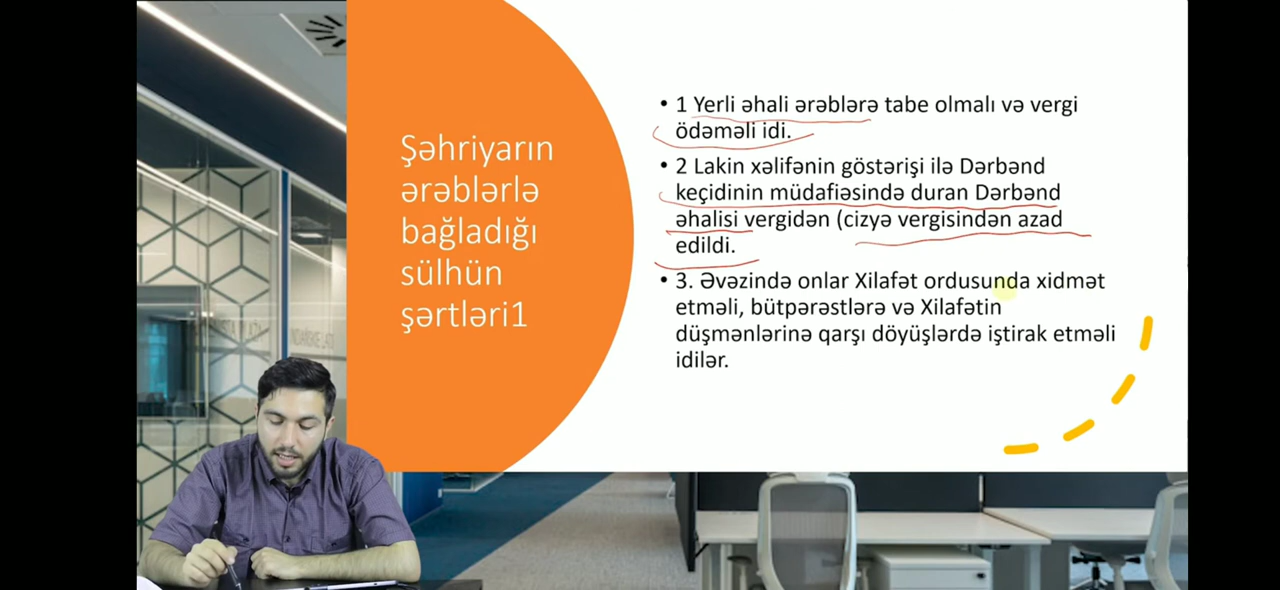 Şəhriyarın
ərəblərlə
bağladığı
sülhün
şərtləri1
• 1 Yerli əhali ərəblərə tabe olmalı və vergi
ödəməli idi.
• 2 Lakin xəlifənin göstərişi ilə Dərbənd
keçidinin müdafiəsində duran Dərbənd
əhalisi vergidən (cizyə vergisindən azad
edildi.
• 3. Əvəzində onlar Xilafət ordusunda xidmət
etməli, bütpərəstlərə və Xilafətin
düşmənlərinə qarşı döyüşlərdə iştirak etməli
idilər.